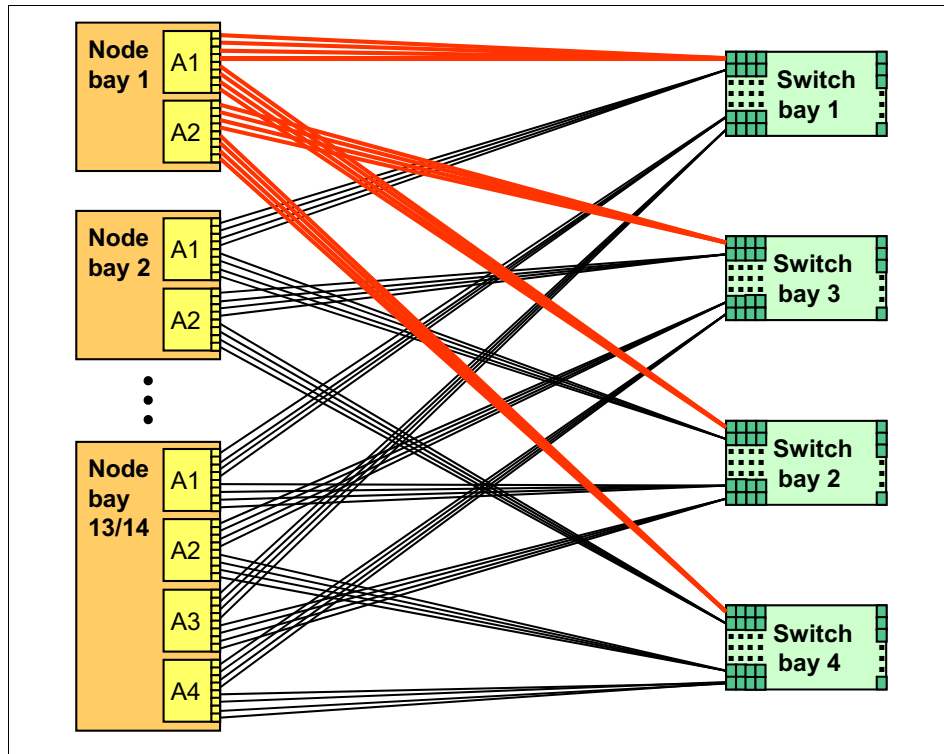 Node
bay 1
A1
A2
Node
bay 2
A1
A2
Node
bay
13/14
A1
A2
A3
A4
Switch
bay 1
Switch
bay 3
Switch
bay 2
Switch
bay 4